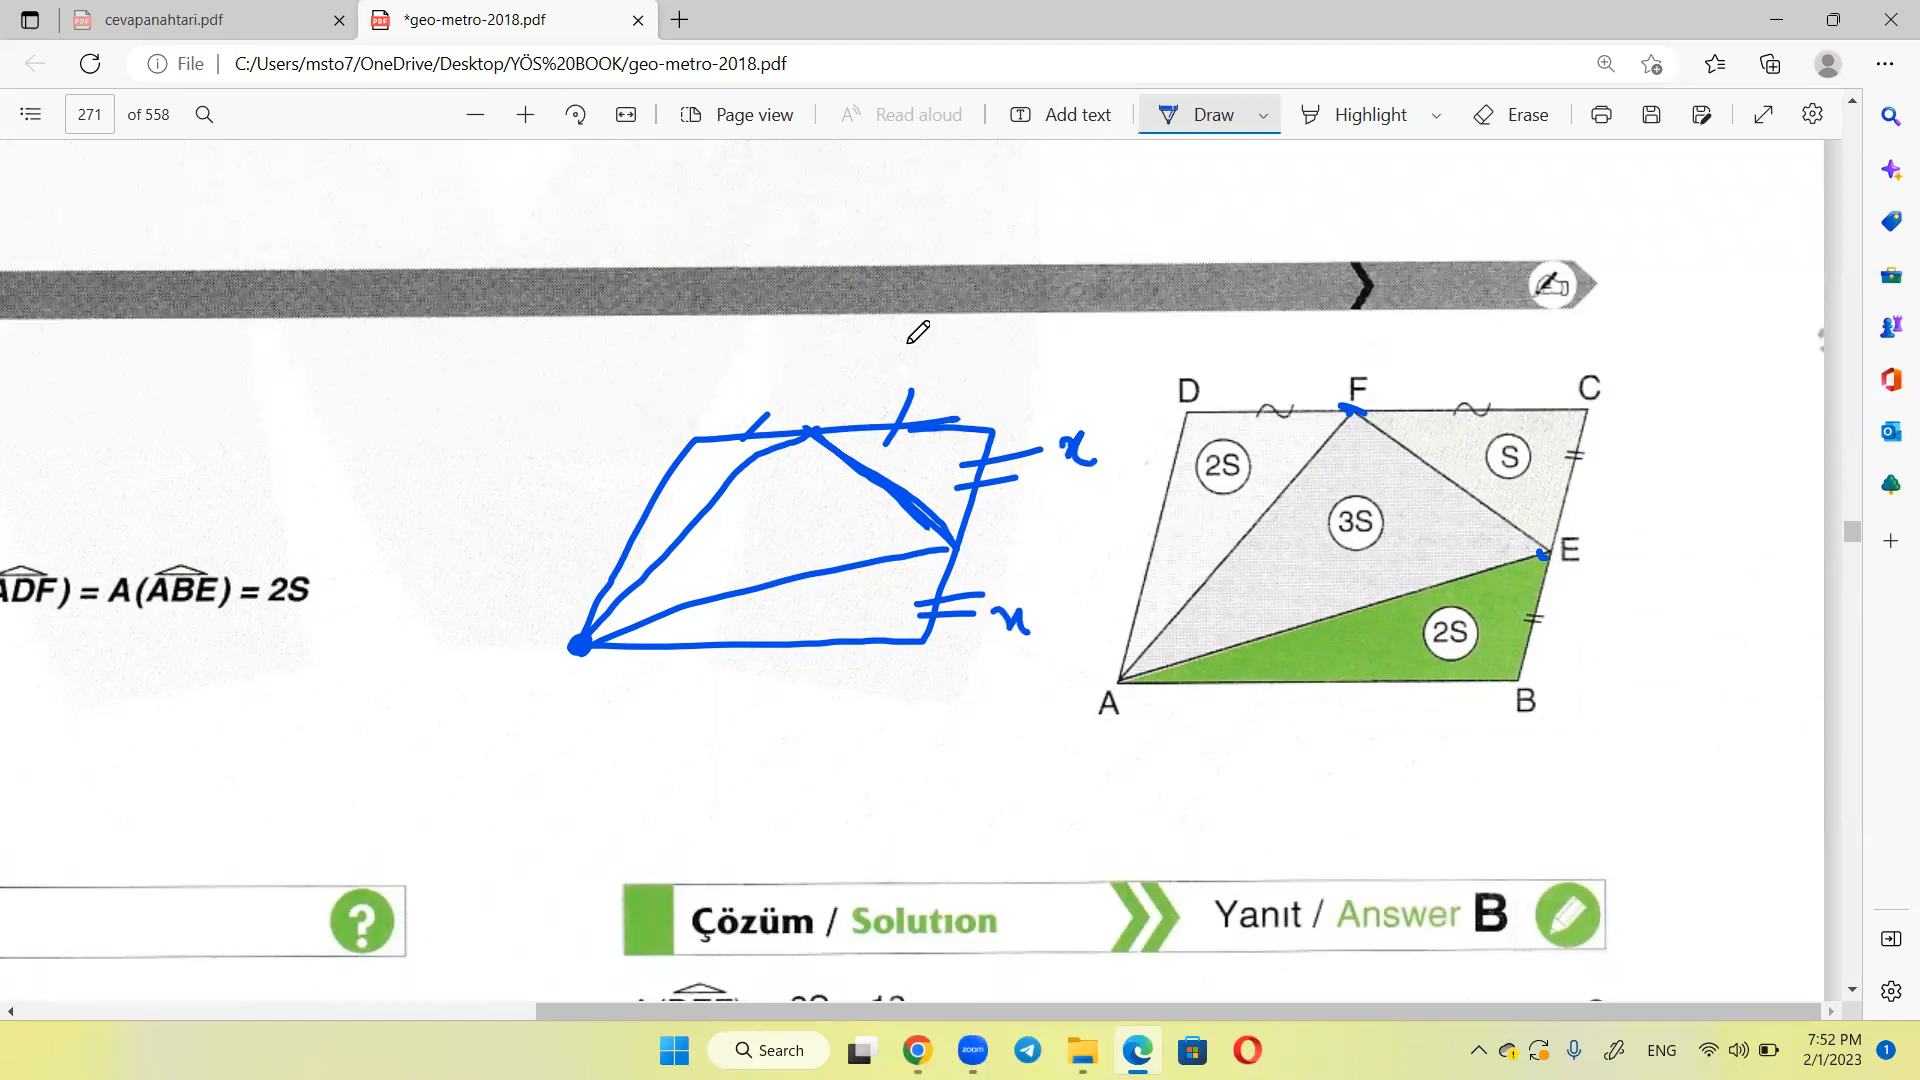 cevapanahtari.pdf
*geo-metro-2018.pdf
File
C:/Users/msto7/OneDrive/Desktop/YÖS%20BOOK/geo-metro-2018.pdf
271 of 558
Page view
Read aloud
Add text
Draw
Highlight
Erase
D F C
2S S
x
3S
E
ADF) = A(ABE) = 2S
x
2S
A B
?
Çözüm / Solution
Yanıt / Answer B
Search
zoom
ENG
7:52 PM
2/1/2023
1